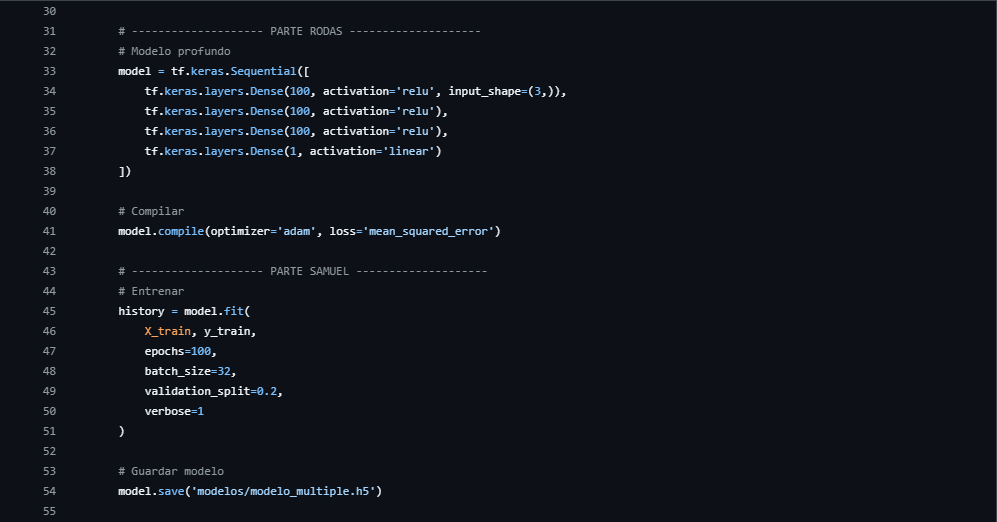 30
31 # -------------------- PARTE RODAS --------------------
32 # Modelo profundo
33 model = tf.keras.Sequential([
34 tf.keras.layers.Dense(100, activation='relu', input_shape=(3,)),
35 tf.keras.layers.Dense(100, activation='relu'),
36 tf.keras.layers.Dense(100, activation='relu'),
37 tf.keras.layers.Dense(1, activation='linear')
38 ])
39
40 # Compilar
41 model.compile(optimizer='adam', loss='mean_squared_error')
42
43 # -------------------- PARTE SAMUEL --------------------
44 # Entrenar
45 history = model.fit(
46 X_train, y_train,
47 epochs=100,
48 batch_size=32,
49 validation_split=0.2,
50 verbose=1
51 )
52
53 # Guardar modelo
54 model.save('modelos/modelo_multiple.h5')
55